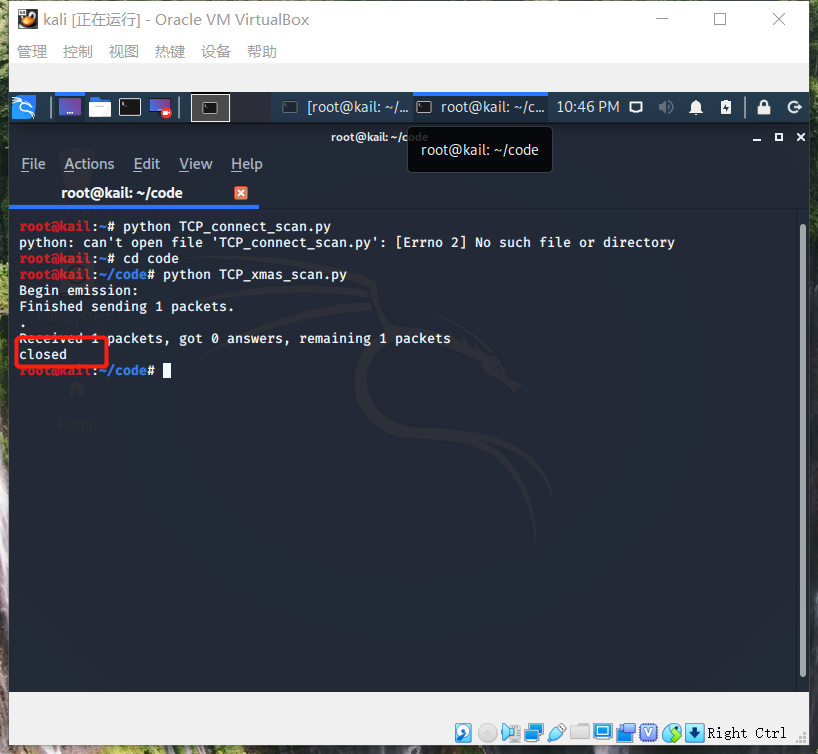 kali [正在运行] - Oracle VM VirtualBox
管理 控制 视图 热键 设备 帮助
[root@kali: ~/... root@kali: ~/c... 10:46 PM
root@kail: ~/code
root@kali: ~/code
File Actions Edit View Help
root@kail: ~/code
root@kail:~# python TCP_connect_scan.py
python: can't open file 'TCP_connect_scan.py': [Errno 2] No such file or directory
root@kail:~# cd code
root@kail:~/code# python TCP_xmas_scan.py
Begin emission:
Finished sending 1 packets.
.
Received 1 packets, got 0 answers, remaining 1 packets
closed
root@kail:~/code#
Home
Right Ctrl